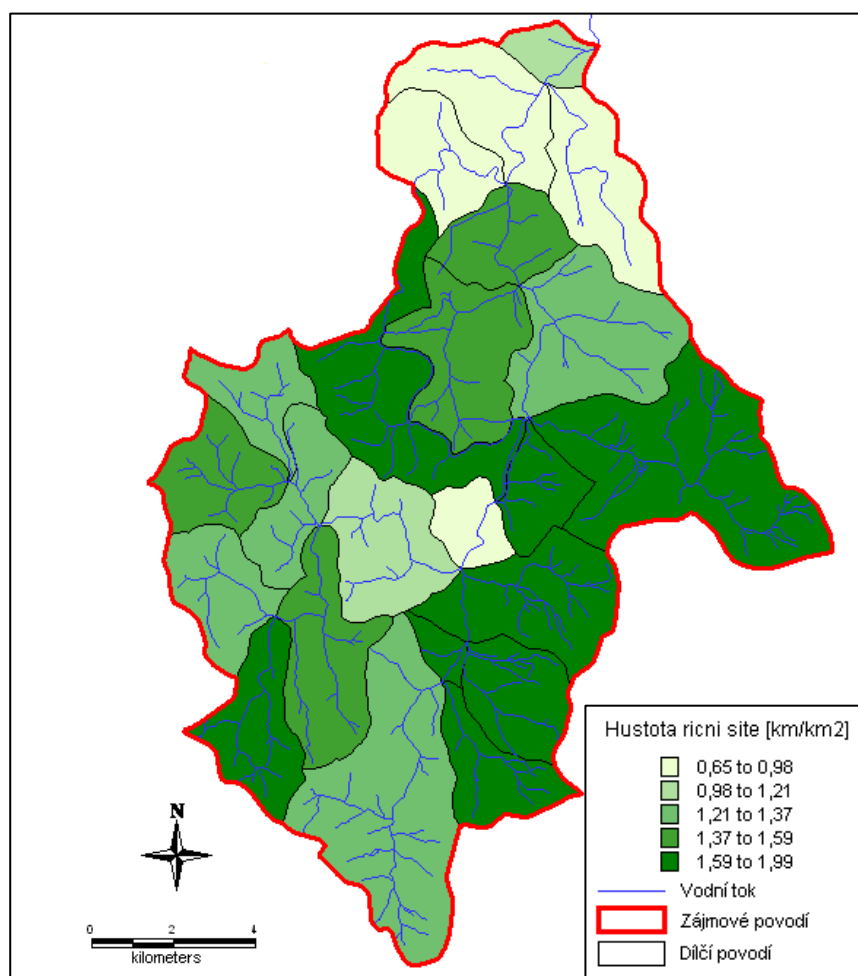 N
0 2 4
kilometers
Hustota ricni site [km/km2]
0,65 to 0,98
0,98 to 1,21
1,21 to 1,37
1,37 to 1,59
1,59 to 1,99
Vodní tok
Zájmové povodí
Dílčí povodí